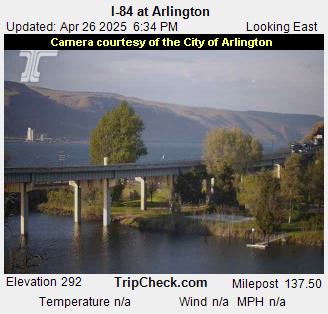 I-84 at Arlington
Updated: Apr 26 2025 6:34 PM Looking East
Camera courtesy of the City of Arlington
Elevation 292 TripCheck.com Milepost 137.50
Temperature n/a Wind n/a MPH n/a